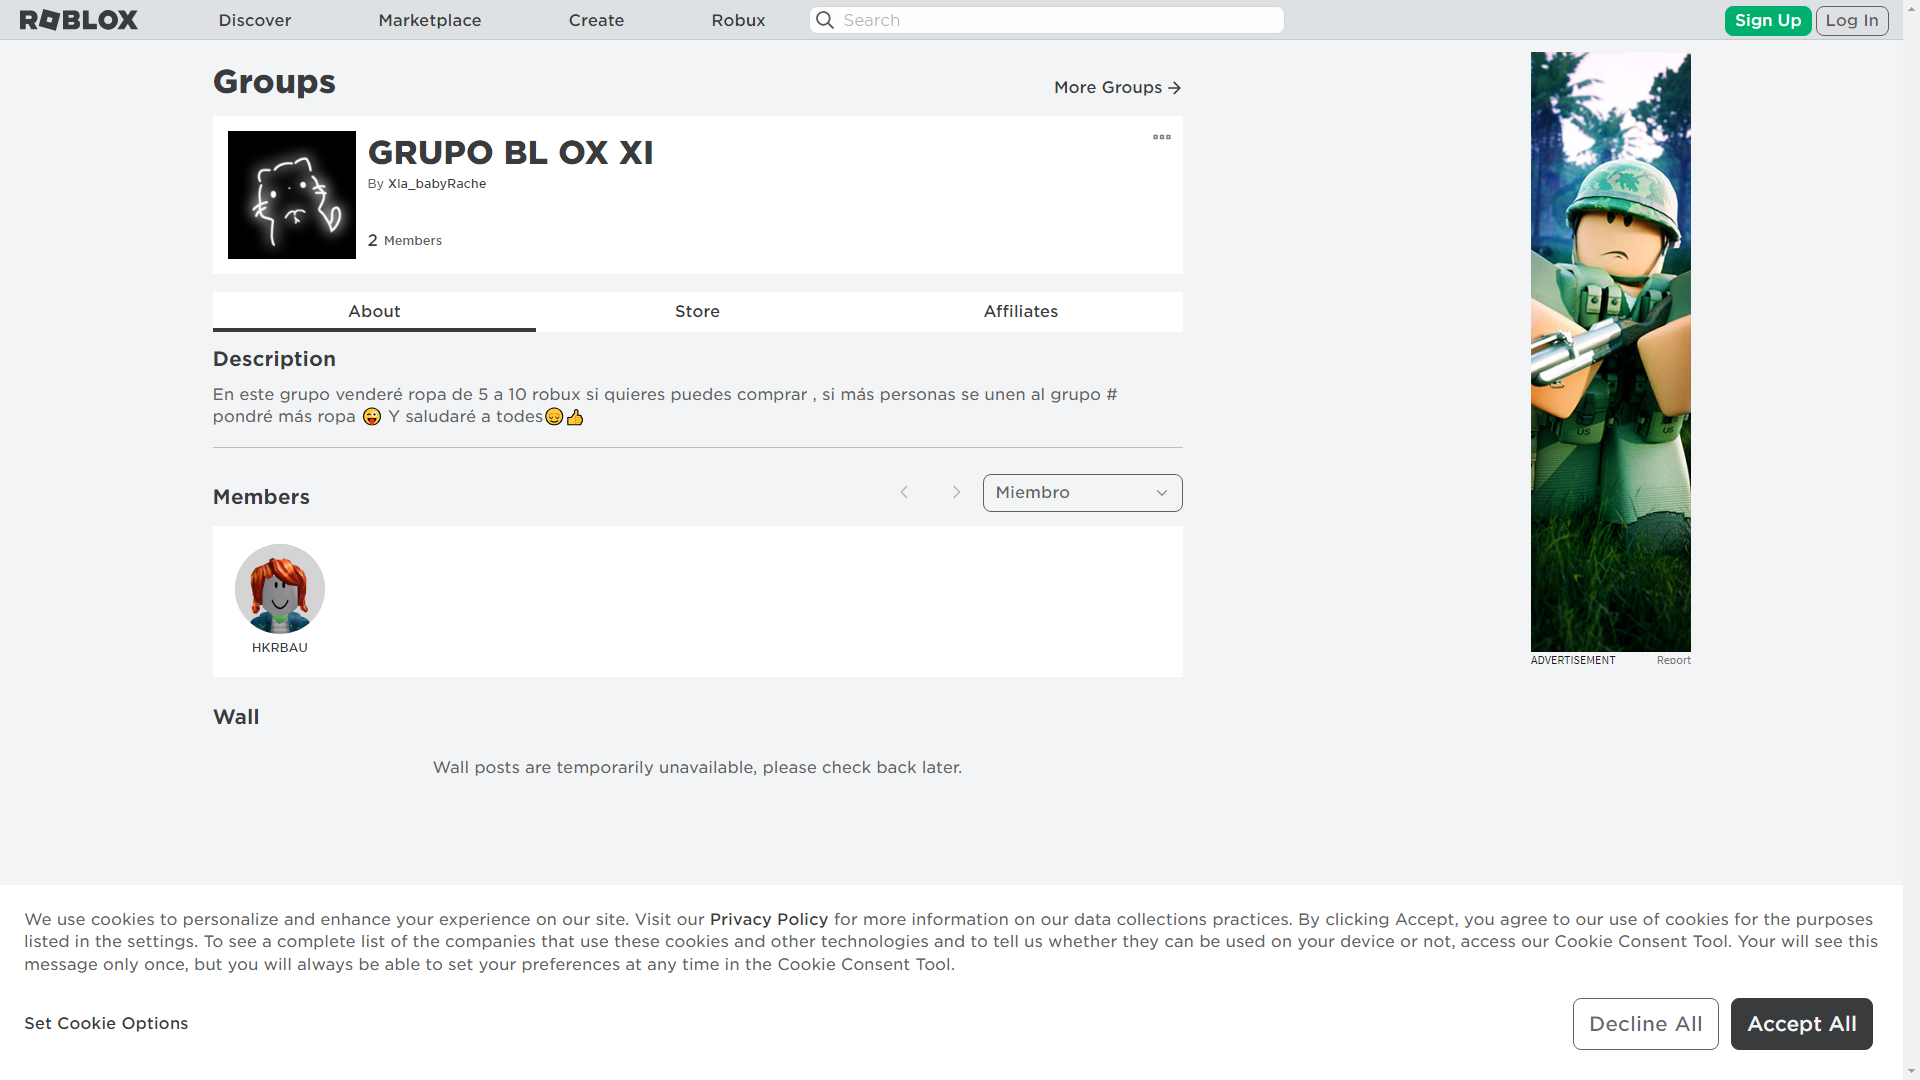 ROBLOX
Discover
Marketplace
Create
Robux
Search
Sign Up
Log In
Groups
More Groups
GRUPO BL OX XI
By Xla_babyRache
2 Members
About
Store
Affiliates
Description
En este grupo venderé ropa de 5 a 10 robux si quieres puedes comprar , si más personas se unen al grupo #
pondré más ropa 😜 Y saludaré a todes😌👍
Members
Miembro
HKRBAU
US
US
ADVERTISEMENT
Report
Wall
Wall posts are temporarily unavailable, please check back later.
We use cookies to personalize and enhance your experience on our site. Visit our Privacy Policy for more information on our data collections practices. By clicking Accept, you agree to our use of cookies for the purposes
listed in the settings. To see a complete list of the companies that use these cookies and other technologies and to tell us whether they can be used on your device or not, access our Cookie Consent Tool. Your will see this
message only once, but you will always be able to set your preferences at any time in the Cookie Consent Tool.
Set Cookie Options
Decline All
Accept All